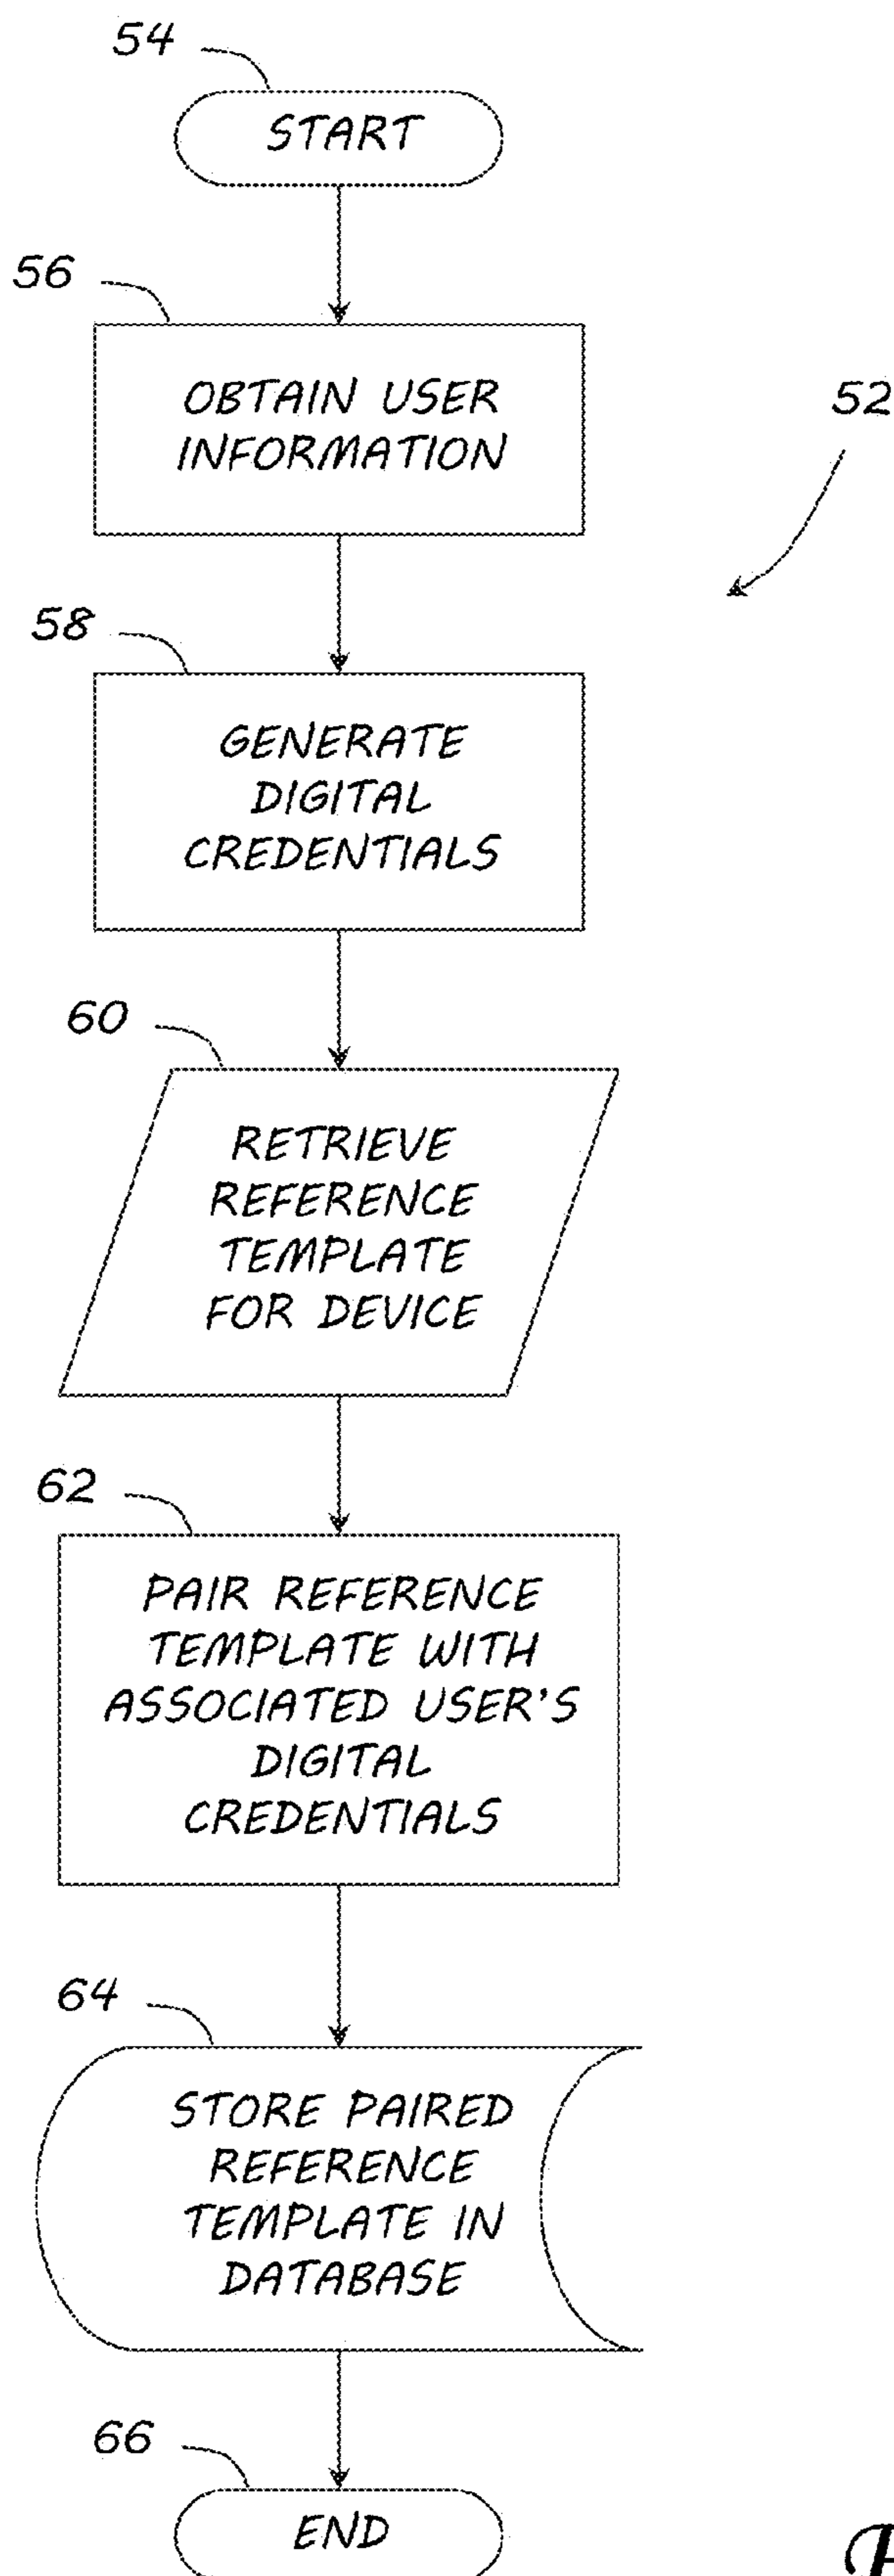 54
START
56
OBTAIN USER
INFORMATION
52
58
GENERATE
DIGITAL
CREDENTIALS
60
RETRIEVE
REFERENCE
TEMPLATE
FOR DEVICE
62
PAIR REFERENCE
TEMPLATE WITH
ASSOCIATED USER'S
DIGITAL
CREDENTIALS
64
STORE PAIRED
REFERENCE
TEMPLATE IN
DATABASE
66
END